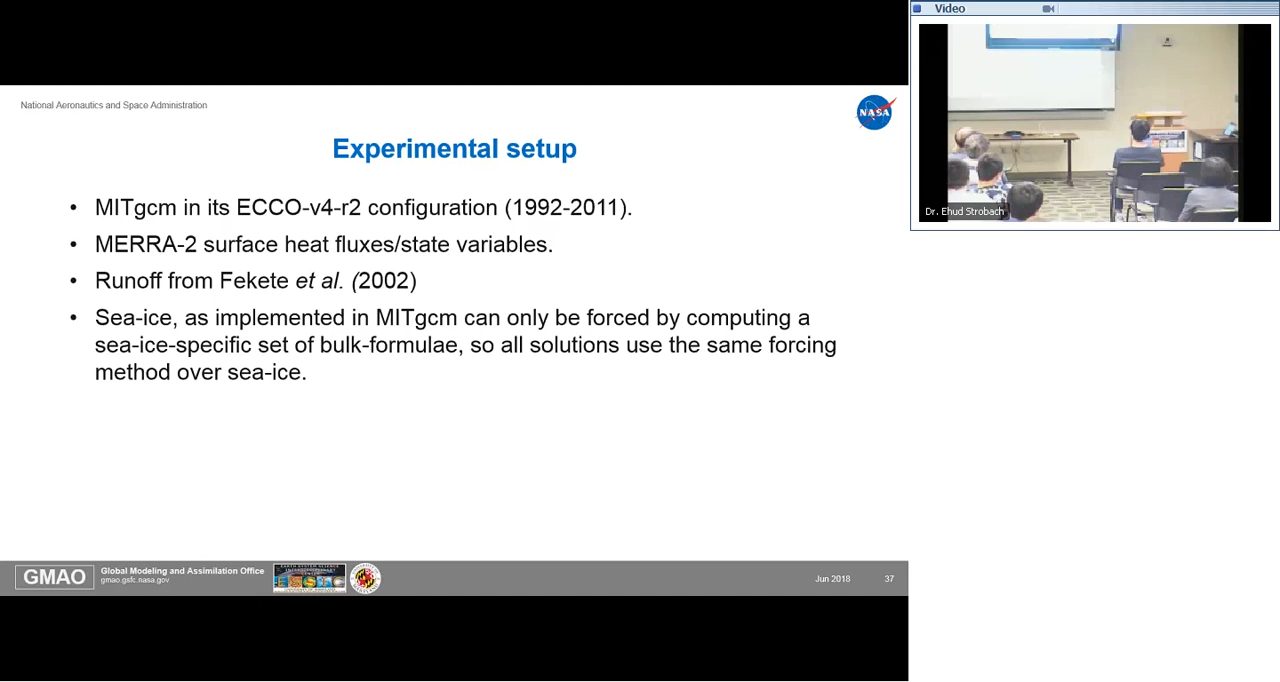 Video
National Aeronautics and Space Administration
NASA
Experimental setup
• MITgcm in its ECCO-v4-r2 configuration (1992-2011).
• MERRA-2 surface heat fluxes/state variables.
• Runoff from Fekete et al. (2002)
• Sea-ice, as implemented in MITgcm can only be forced by computing a
sea-ice-specific set of bulk-formulae, so all solutions use the same forcing
method over sea-ice.
Dr. Ehud Strobach
GMAO
Global Modeling and Assimilation Office
gmao.gsfc.nasa.gov
Jun 2018
37